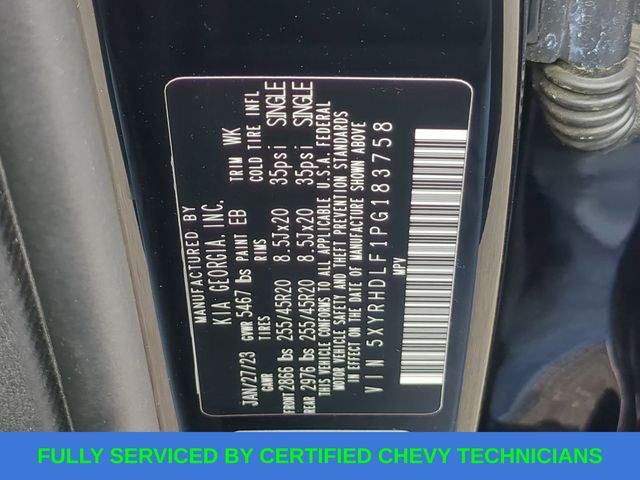 MANUFACTURED BY
KIA GEORGIA, INC.
JAN/27/23 GWR 5467 lbs PAINT EB TRIM WK
GWR TIRES RIMS COLD TIRE INFL
FRONT 2866 lbs 255/45R20 8.5Jx20 35psi SINGLE
REAR 2976 lbs 255/45R20 8.5Jx20 35psi SINGLE
THIS VEHICLE CONFORMS TO ALL APPLICABLE U.S.A. FEDERAL
MOTOR VEHICLE SAFETY AND THEFT PREVENTION STANDARDS
IN EFFECT ON THE DATE OF MANUFACTURE SHOWN ABOVE
VIN 5XYRHDLF1PG183758
MPV
FULLY SERVICED BY CERTIFIED CHEVY TECHNICIANS